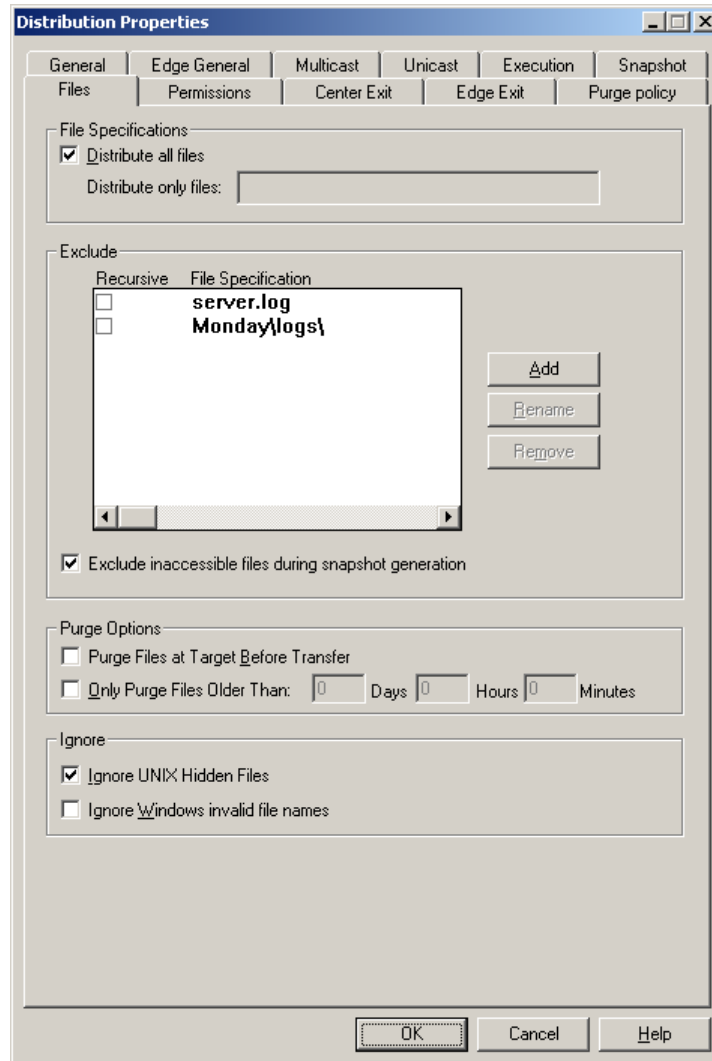 Distribution Properties
General Edge General Multicast Unicast Execution Snapshot
Files Permissions Center Exit Edge Exit Purge policy
File Specifications
Distribute all files
Distribute only files:
Exclude
Recursive File Specification
server.log
Monday\logs\
Add
Rename
Remove
Exclude inaccessible files during snapshot generation
Purge Options
Purge Files at Target Before Transfer
Only Purge Files Older Than: 0 Days 0 Hours 0 Minutes
Ignore
Ignore UNIX Hidden Files
Ignore Windows invalid file names
OK Cancel Help